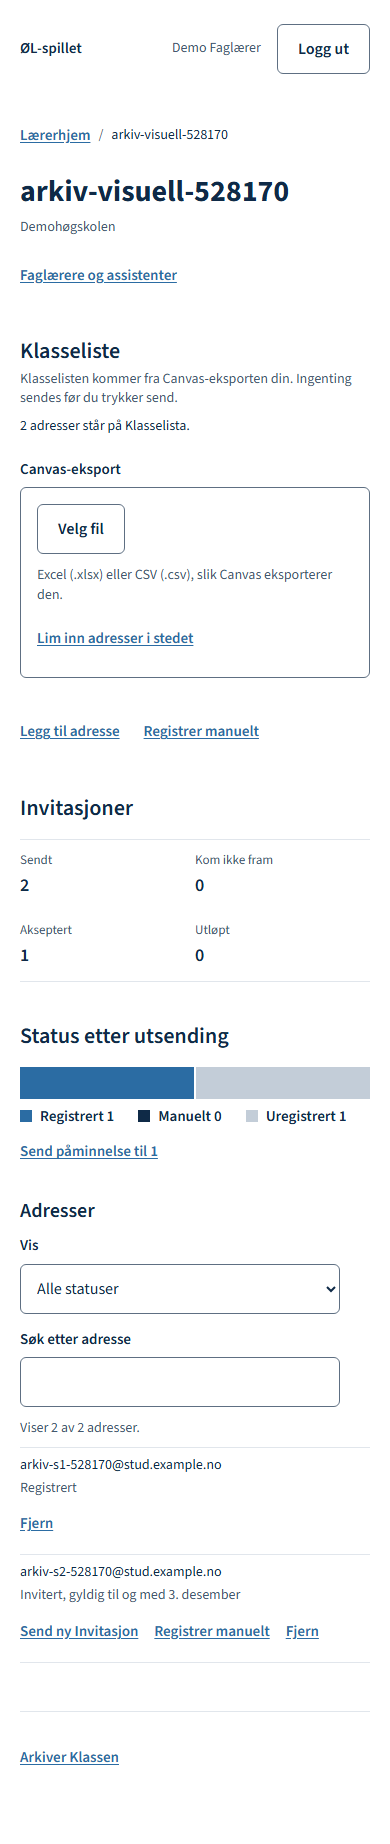 ØL-spillet
Demo Faglærer
Logg ut
Lærerhjem / arkiv-visuell-528170
arkiv-visuell-528170
Demohøgskolen
Faglærere og assistenter
Klasseliste
Klasselisten kommer fra Canvas-eksporten din. Ingenting
sendes før du trykker send.
2 adresser står på Klasselista.
Canvas-eksport
Velg fil
Excel (.xlsx) eller CSV (.csv), slik Canvas eksporterer
den.
Lim inn adresser i stedet
Legg til adresse Registrer manuelt
Invitasjoner
Sendt
2
Kom ikke fram
0
Akseptert
1
Utløpt
0
Status etter utsending
Registrert 1 Manuelt 0 Uregistrert 1
Send påminnelse til 1
Adresser
Vis
Alle statuser
Søk etter adresse
Viser 2 av 2 adresser.
arkiv-s1-528170@stud.example.no
Registrert
Fjern
arkiv-s2-528170@stud.example.no
Invitert, gyldig til og med 3. desember
Send ny Invitasjon Registrer manuelt Fjern
Arkiver Klassen